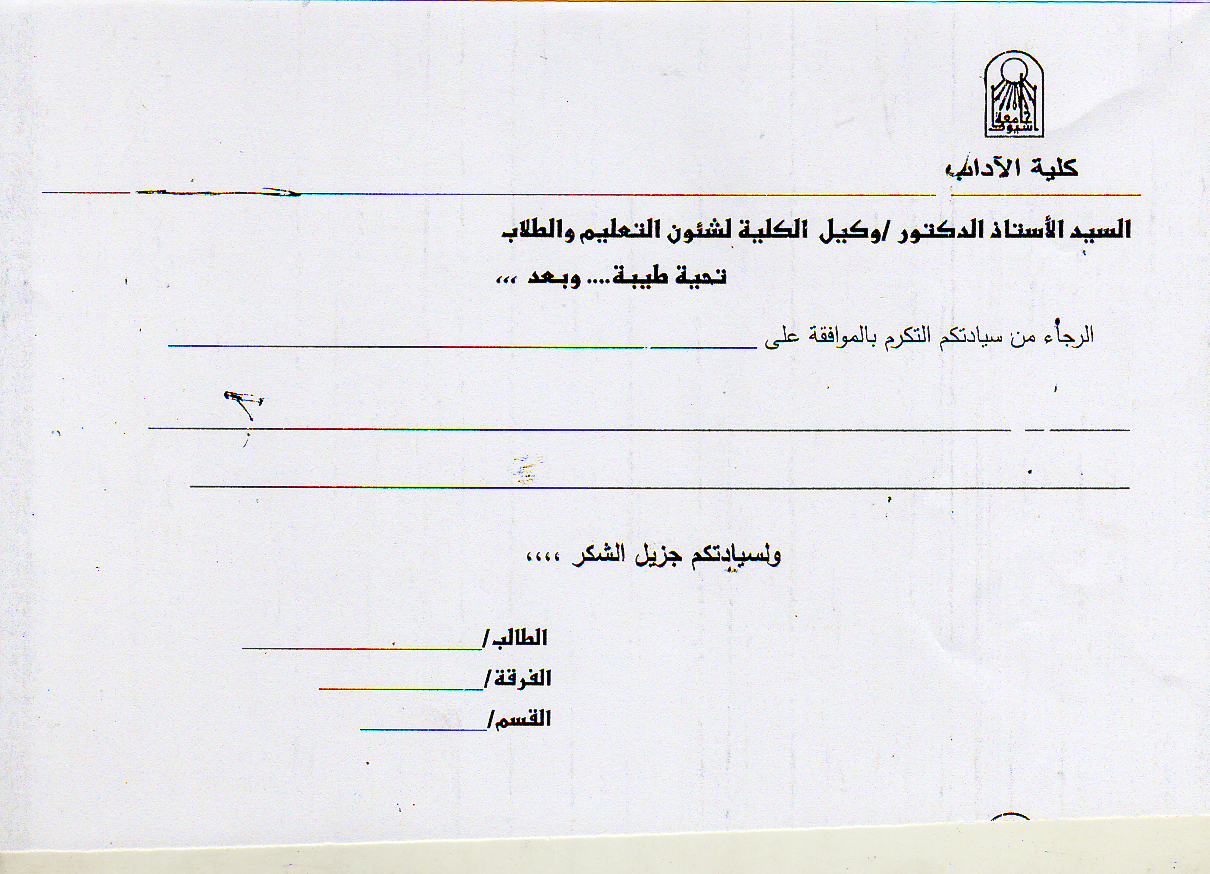 جامعة
أسيوط
كلية الآداب
السيد الأستاذ الدكتور /وكيل الكلية لشئون التعليم والطلاب
تحية طيبة.... وبعد ،،،
الرجاء من سيادتكم التكرم بالموافقة على
ولسيادتكم جزيل الشكر ،،،،
الطالب/
الفرقة/
القسم/